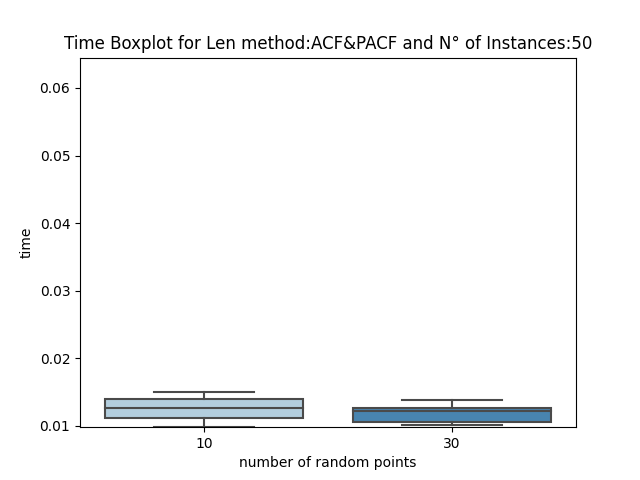 Time Boxplot for Len method:ACF&PACF and N° of Instances:50
0.06
0.05
0.04
0.03
0.02
0.01
time
10
30
number of random points